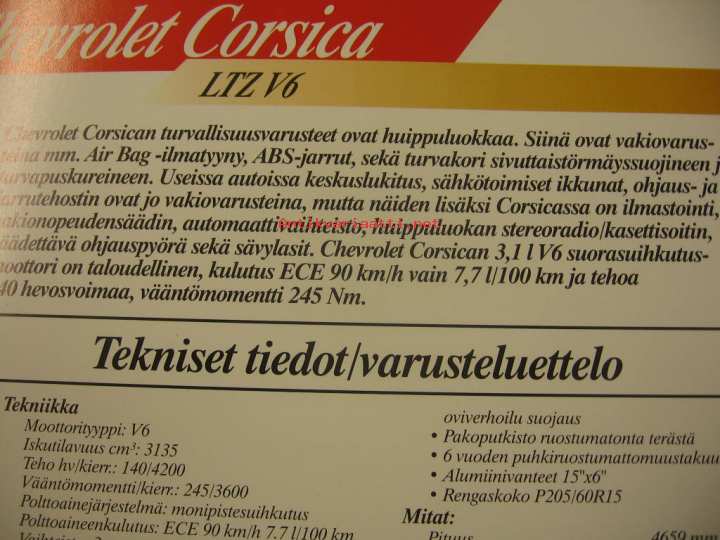 Chevrolet Corsica
LTZ V6
Chevrolet Corsican turvallisuusvarusteet ovat huippuluokkaa. Siinä ovat vakiovarus-
teina mm. Air Bag -ilmatyyny, ABS-jarrut, sekä turvakori sivuttaistörmäyssuojineen j
turvapuskureineen. Useissa autoissa keskuslukitus, sähkötoimiset ikkunat, ohjaus- ja
jarrutehostin ovat jo vakiovarusteina, mutta näiden lisäksi Corsicassa on ilmastointi,
vakionopeudensäädin, automaattivaihteisto, huippuluokan stereoradio/kasettisoitin,
säädettävä ohjauspyörä sekä sävylasit. Chevrolet Corsican 3,1 l V6 suorasuihkutus-
moottori on taloudellinen, kulutus ECE 90 km/h vain 7,7 l/100 km ja tehoa
140 hevosvoimaa, vääntömomentti 245 Nm.
Tekniset tiedot/varusteluettelo
Tekniikka
Moottorityyppi: V6
Iskutilavuus cm³: 3135
Teho hv/kierr.: 140/4200
Vääntömomentti/kierr.: 245/3600
Polttoainejärjestelmä: monipistesuihkutus
Polttoaineenkulutus: ECE 90 km/h 7.7 l/100 km
oviverhoilu suojaus
• Pakoputkisto ruostumatonta terästä
• 6 vuoden puhkiruostumattomuustakuu
• Alumiinivanteet 15"x6"
• Rengaskoko P205/60R15
Mitat:
Pituus 4659 mm